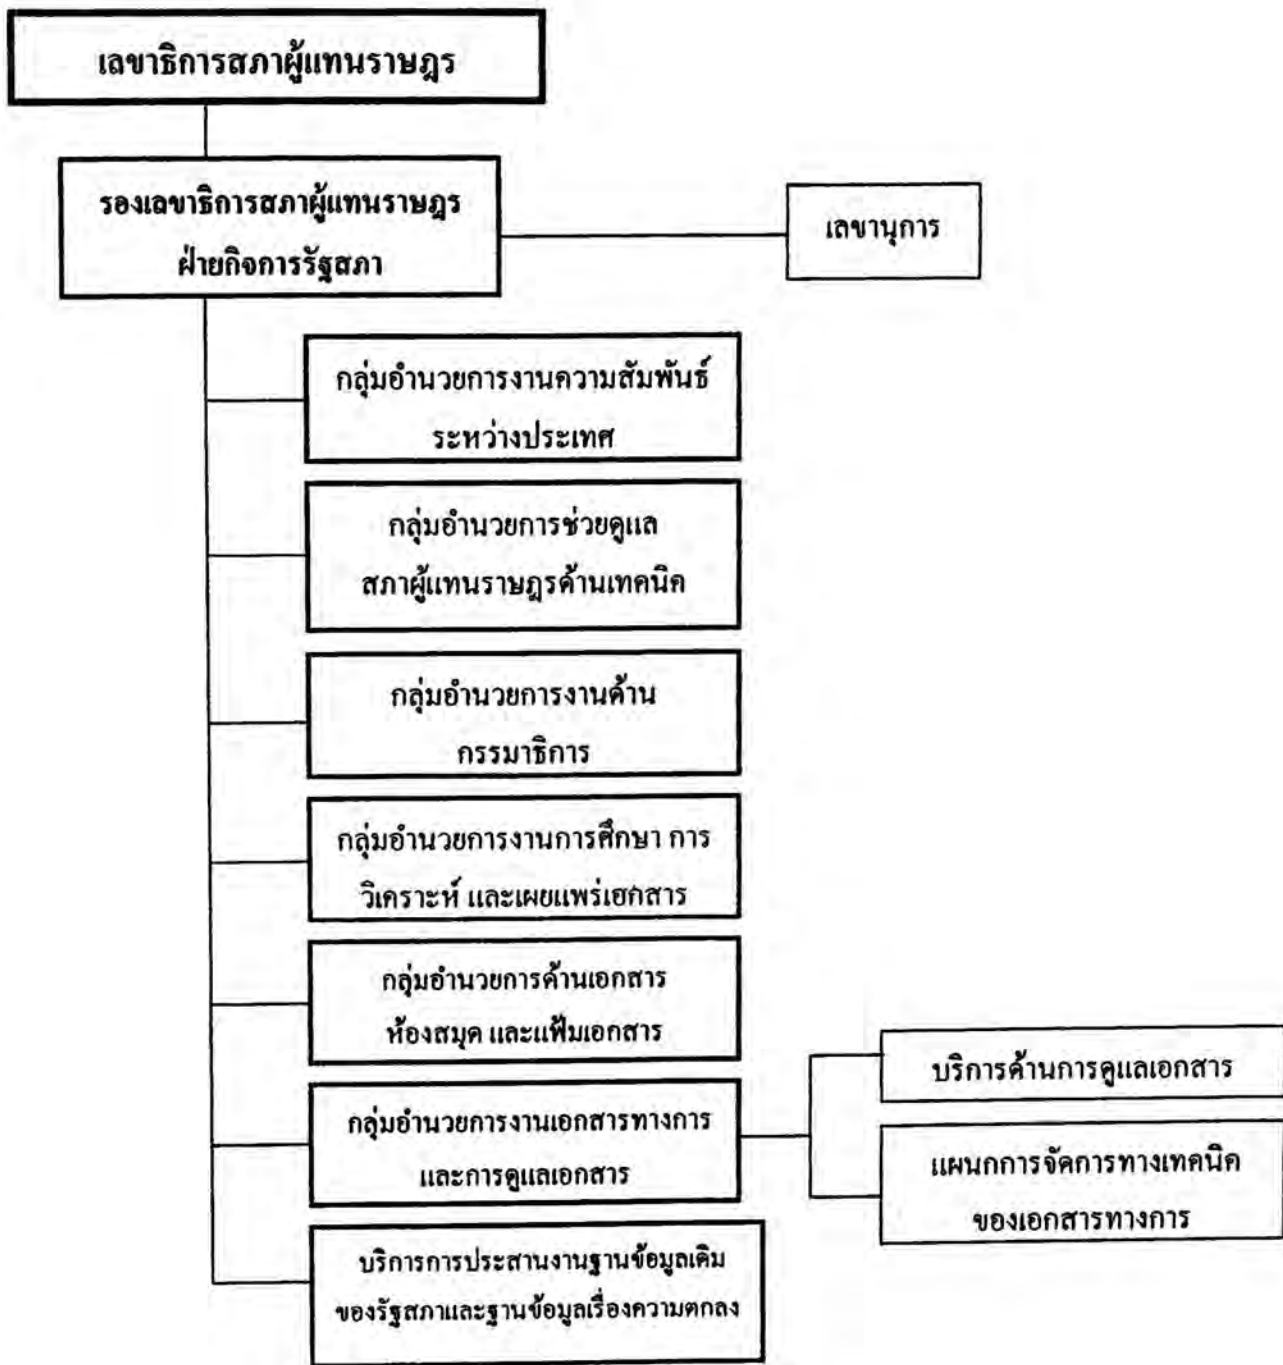 เลขาธิการสภาผู้แทนราษฎร
รองเลขาธิการสภาผู้แทนราษฎร
ฝ่ายกิจการรัฐสภา
เลขานุการ
กลุ่มอำนวยการงานความสัมพันธ์
ระหว่างประเทศ
กลุ่มอำนวยการช่วยดูแล
สภาผู้แทนราษฎรด้านเทคนิค
กลุ่มอำนวยการงานด้าน
กรรมาธิการ
กลุ่มอำนวยการงานการศึกษา การ
วิเคราะห์ และเผยแพร่เอกสาร
กลุ่มอำนวยการด้านเอกสาร
ห้องสมุด และแฟ้มเอกสาร
กลุ่มอำนวยการงานเอกสารทางการ
และการดูแลเอกสาร
บริการด้านการดูแลเอกสาร
แผนกการจัดการทางเทคนิค
ของเอกสารทางการ
บริการการประสานงานฐานข้อมูลเดิม
ของรัฐสภาและฐานข้อมูลเรื่องความตกลง